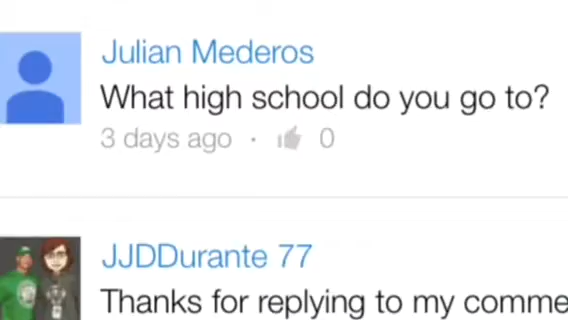 Julian Mederos
What high school do you go to?
3 days ago · 0
JJDDurante 77
Thanks for replying to my comme